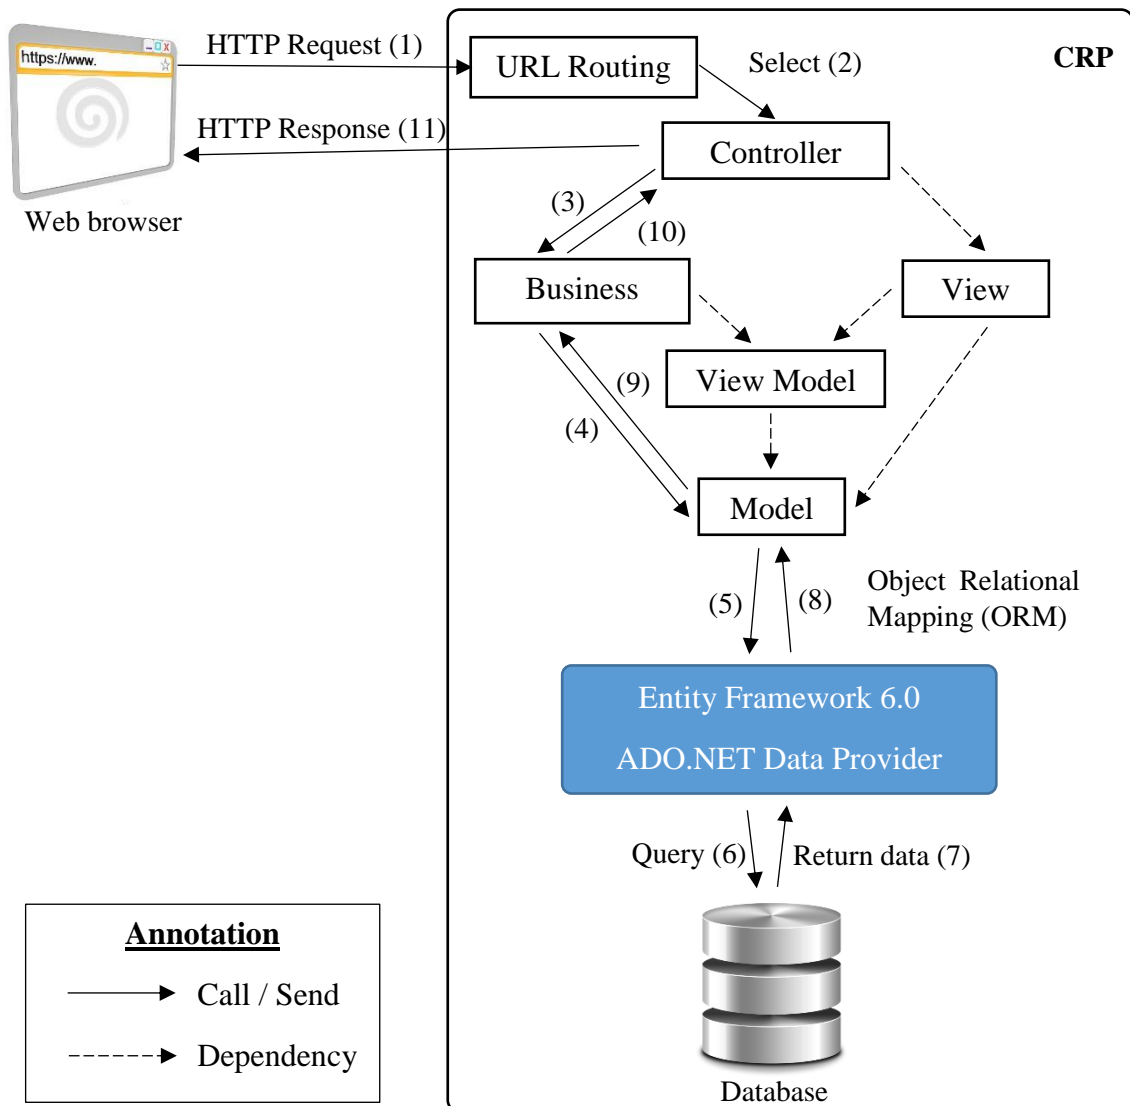 HTTP Request (1)
https://www.
URL Routing
Select (2)
CRP
HTTP Response (11)
Controller
Web browser
(3)
(10)
Business
View
View Model
(9)
(4)
Model
Object Relational
Mapping (ORM)
(5)
(8)
Entity Framework 6.0
ADO.NET Data Provider
Query (6)
Return data (7)
Annotation
Call / Send
Dependency
Database